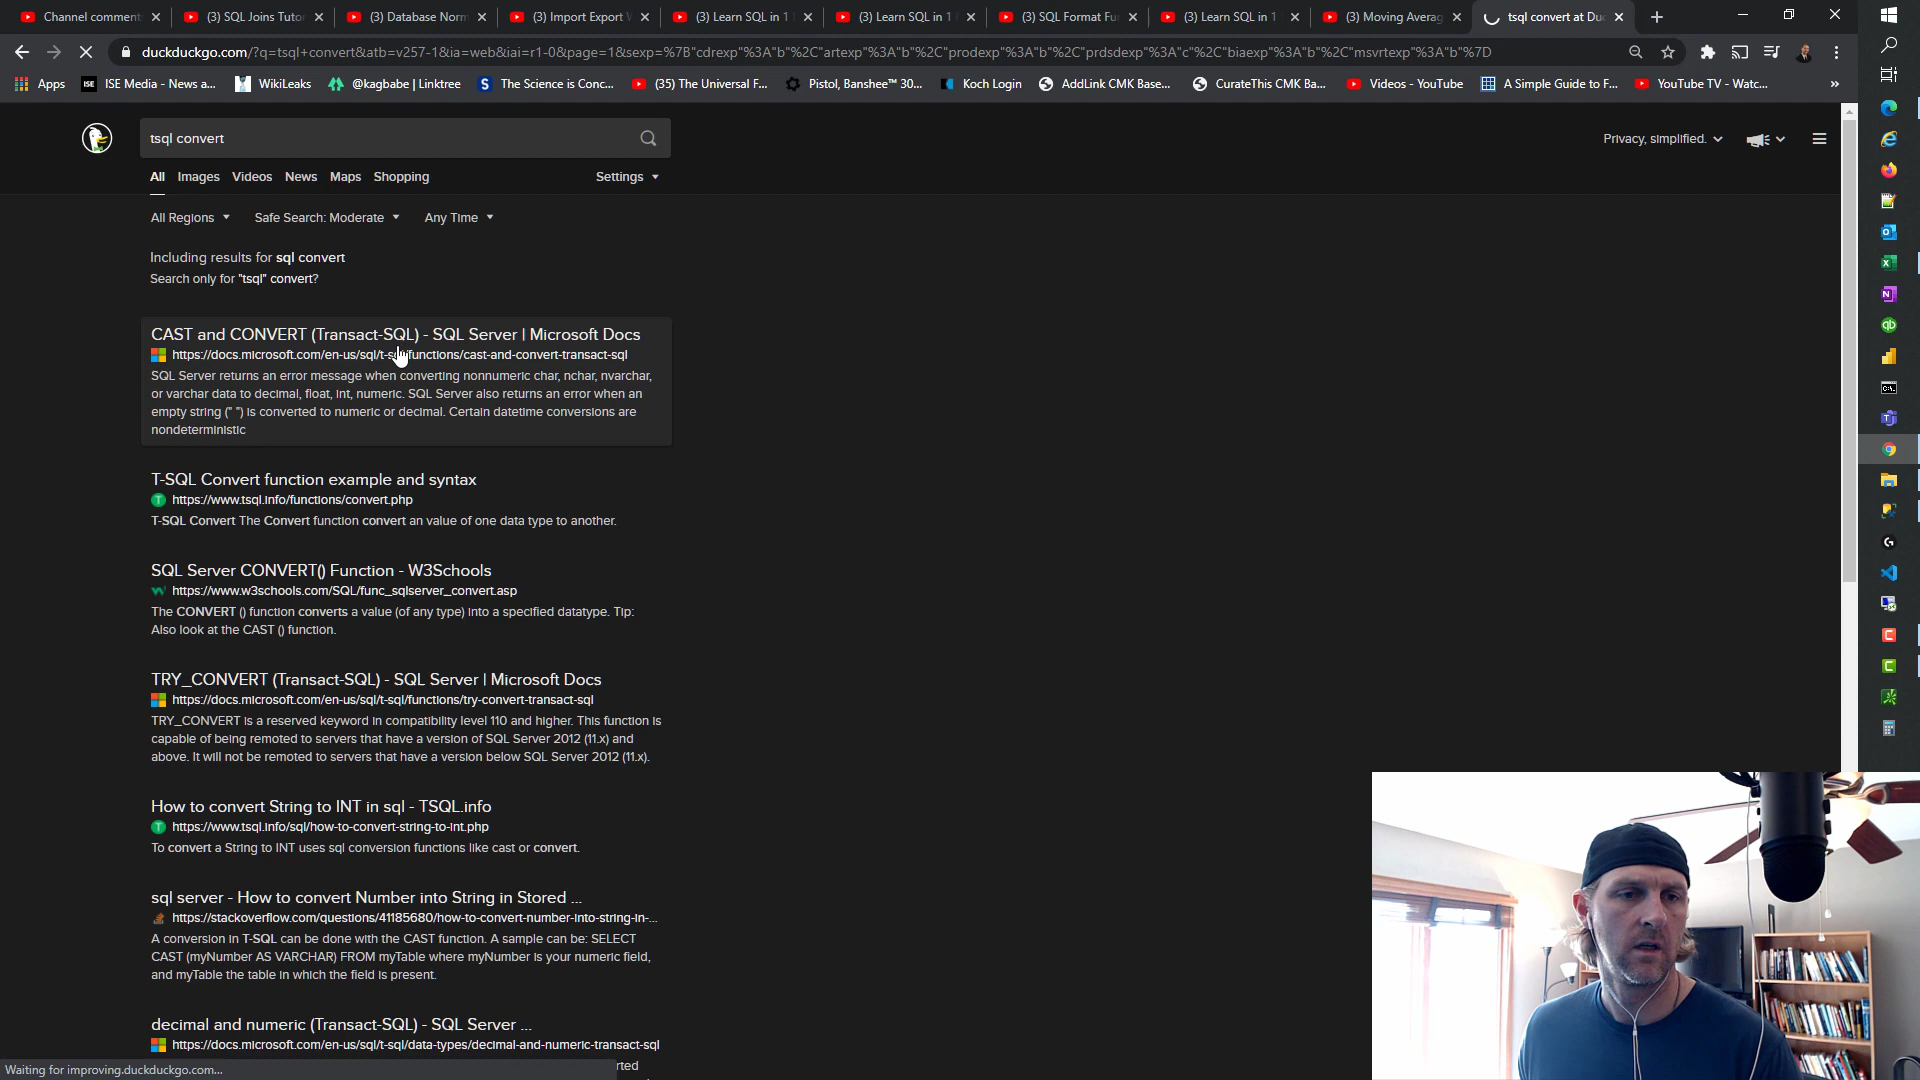 Channel comment
(3) SQL Joins Tutor
(3) Database Norm
(3) Import Export W
(3) Learn SQL in 1
(3) Learn SQL in 1
(3) SQL Format Fu
(3) Learn SQL in 1
(3) Moving Averag
tsql convert at Du
duckduckgo.com/?q=tsql+convert&atb=v257-1&ia=web&iai=r1-0&page=1&sexp=%7B"cdrexp"%3A"b"%2C"artexp"%3A"b"%2C"prodexp"%3A"b"%2C"prdsdexp"%3A"c"%2C"biaexp"%3A"b"%2C"msvrtexp"%3A"b"%7D
Apps
ISE Media - News a...
WikiLeaks
@kagbabe | Linktree
The Science is Conc...
(35) The Universal F...
Pistol, Banshee™ 30...
Koch Login
AddLink CMK Base...
CurateThis CMK Ba...
Videos - YouTube
A Simple Guide to F...
YouTube TV - Watc...
tsql convert
Privacy, simplified.
All Images Videos News Maps Shopping
Settings
All Regions
Safe Search: Moderate
Any Time
Including results for sql convert
Search only for "tsql" convert?
CAST and CONVERT (Transact-SQL) - SQL Server | Microsoft Docs
https://docs.microsoft.com/en-us/sql/t-sql/functions/cast-and-convert-transact-sql
SQL Server returns an error message when converting nonnumeric char, nchar, nvarchar,
or varchar data to decimal, float, int, numeric. SQL Server also returns an error when an
empty string (" ") is converted to numeric or decimal. Certain datetime conversions are
nondeterministic
T-SQL Convert function example and syntax
https://www.tsql.info/functions/convert.php
T-SQL Convert The Convert function convert an value of one data type to another.
SQL Server CONVERT() Function - W3Schools
https://www.w3schools.com/SQL/func_sqlserver_convert.asp
The CONVERT () function converts a value (of any type) into a specified datatype. Tip:
Also look at the CAST () function.
TRY_CONVERT (Transact-SQL) - SQL Server | Microsoft Docs
https://docs.microsoft.com/en-us/sql/t-sql/functions/try-convert-transact-sql
TRY_CONVERT is a reserved keyword in compatibility level 110 and higher. This function is
capable of being remoted to servers that have a version of SQL Server 2012 (11.x) and
above. It will not be remoted to servers that have a version below SQL Server 2012 (11.x).
How to convert String to INT in sql - TSQL.info
https://www.tsql.info/sql/how-to-convert-string-to-int.php
To convert a String to INT uses sql conversion functions like cast or convert.
sql server - How to convert Number into String in Stored ...
https://stackoverflow.com/questions/41185680/how-to-convert-number-into-string-in-...
A conversion in T-SQL can be done with the CAST function. A sample can be: SELECT
CAST (myNumber AS VARCHAR) FROM myTable where myNumber is your numeric field,
and myTable the table in which the field is present.
decimal and numeric (Transact-SQL) - SQL Server ...
https://docs.microsoft.com/en-us/sql/t-sql/data-types/decimal-and-numeric-transact-sql
rted
Waiting for improving.duckduckgo.com...